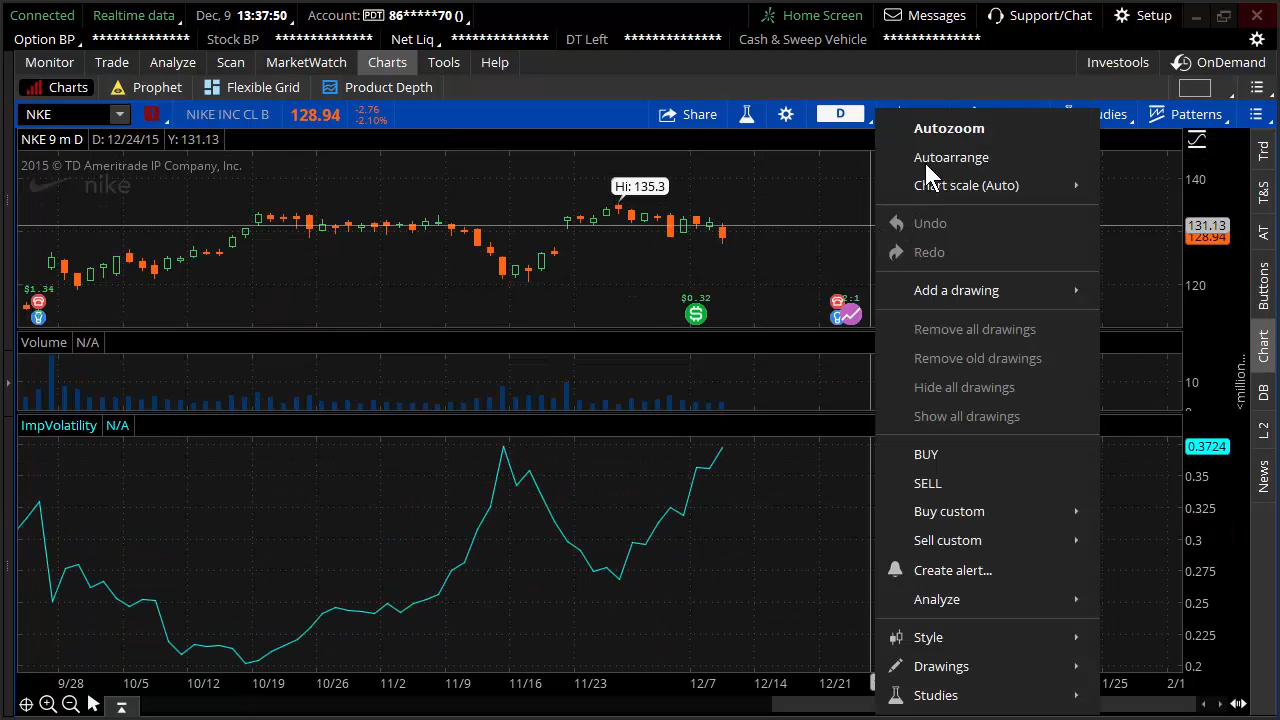 Connected Realtime data Dec, 9 13:37:50 Account: PDT 86*****70 () Home Screen Messages Support/Chat Setup
Option BP ************** Stock BP ************** Net Liq ************** DT Left ************** Cash & Sweep Vehicle **************
Monitor Trade Analyze Scan MarketWatch Charts Tools Help Investools OnDemand
Charts Prophet Flexible Grid Product Depth
NKE NIKE INC CL B 128.94 -2.76 -2.10% Share D Patterns
NKE 9 m D D: 12/24/15 Y: 131.13
2015 © TD Ameritrade IP Company, Inc.
nike
Hi: 135.3
140
131.13
128.94
120
$1.34
$0.32
2:1
Volume N/A
10
<million...
ImpVolatility N/A
0.3724
0.35
0.325
0.3
0.275
0.25
0.225
0.2
9/28 10/5 10/12 10/19 10/26 11/2 11/9 11/16 11/23 12/7 12/14 12/21 1/25 2/1
Autozoom
Autoarrange
Chart scale (Auto)
Undo
Redo
Add a drawing
Remove all drawings
Remove old drawings
Hide all drawings
Show all drawings
BUY
SELL
Buy custom
Sell custom
Create alert...
Analyze
Style
Drawings
Studies
Trd
T&S
AT
Buttons
Chart
DB
L 2
News